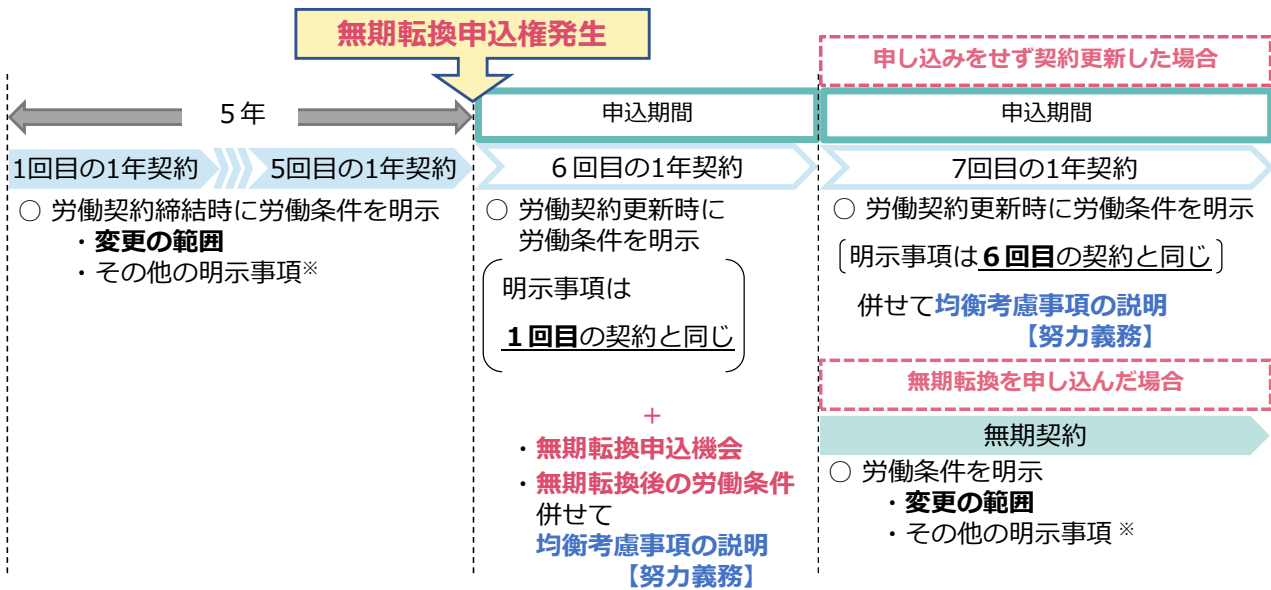 無期転換申込権発生
5年
1回目の1年契約
5回目の1年契約
○ 労働契約締結時に労働条件を明示
・変更の範囲
・その他の明示事項※
申込期間
6回目の1年契約
○ 労働契約更新時に
労働条件を明示
明示事項は
1回目の契約と同じ
+
・無期転換申込機会
・無期転換後の労働条件
併せて
均衡考慮事項の説明
【努力義務】
申し込みをせず契約更新した場合
申込期間
7回目の1年契約
○ 労働契約更新時に労働条件を明示
〔明示事項は6回目の契約と同じ〕
併せて均衡考慮事項の説明
【努力義務】
無期転換を申し込んだ場合
無期契約
○ 労働条件を明示
・変更の範囲
・その他の明示事項※